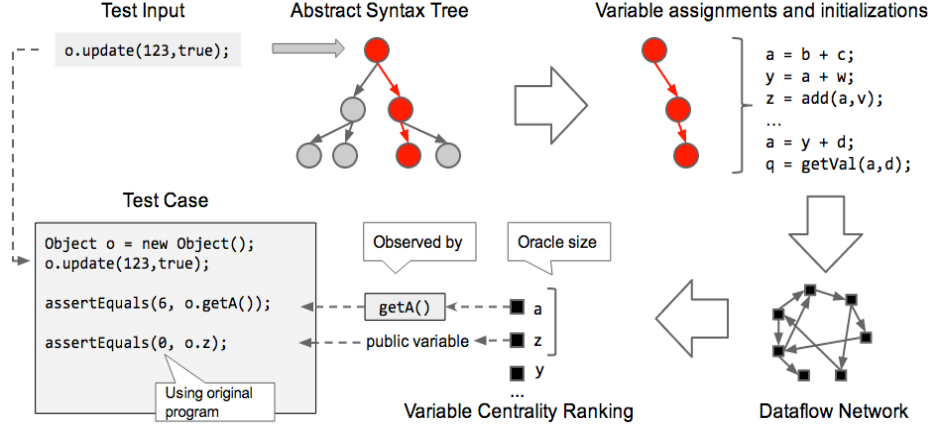 Test Input
Abstract Syntax Tree
Variable assignments and initializations
o.update(123,true);
a = b + c;
y = a + w;
z = add(a,v);
...
a = y + d;
q = getVal(a,d);
Test Case
Object o = new Object();
o.update(123,true);
assertEquals(6, o.getA());
assertEquals(0, o.z);
Using original
program
Observed by
Oracle size
getA()
a
public variable
z
y
...
Variable Centrality Ranking
Dataflow Network